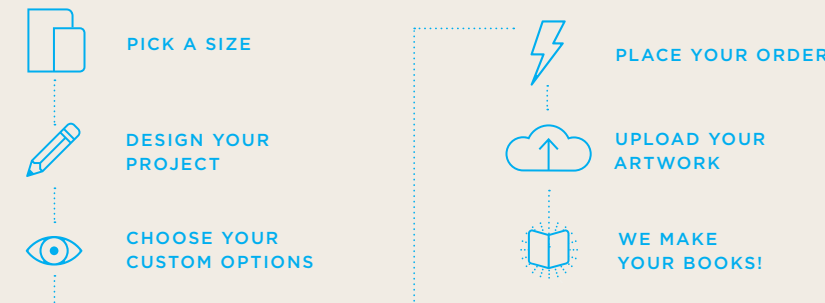 PICK A SIZE
DESIGN YOUR
PROJECT
CHOOSE YOUR
CUSTOM OPTIONS
PLACE YOUR ORDER
UPLOAD YOUR
ARTWORK
WE MAKE
YOUR BOOKS!